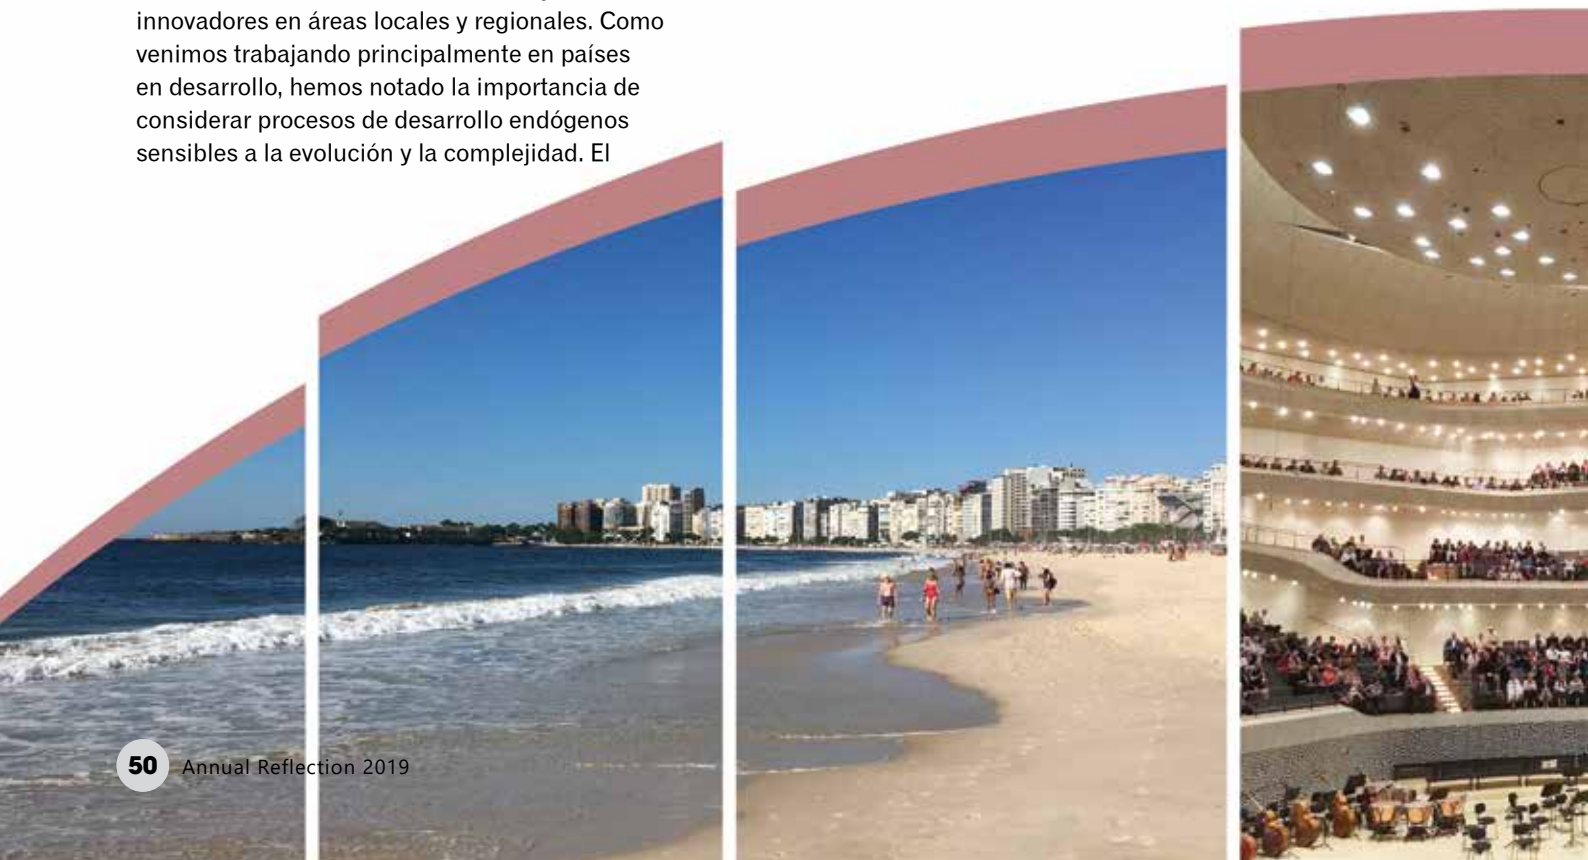 innovadores en áreas locales y regionales. Como
venimos trabajando principalmente en países
en desarrollo, hemos notado la importancia de
considerar procesos de desarrollo endógenos
sensibles a la evolución y la complejidad. El
50 Annual Reflection 2019